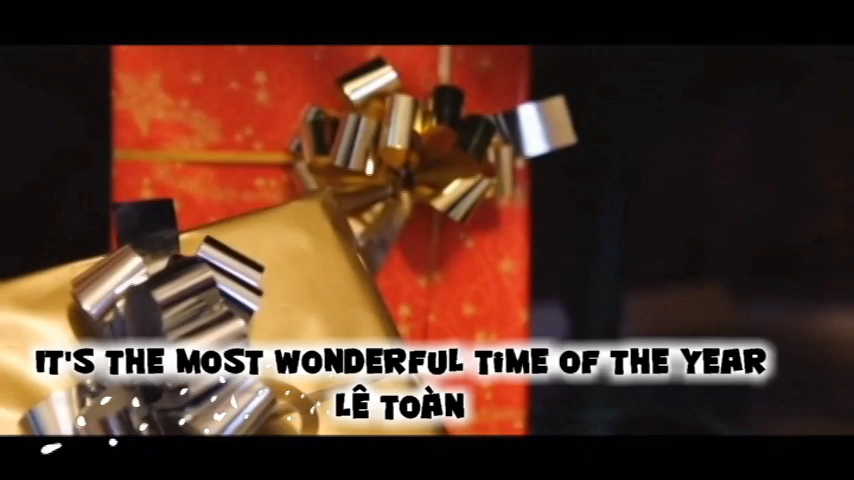 IT'S THE MOST WONDERFUL TiME OF THE YEAR
LÊ TOÀN